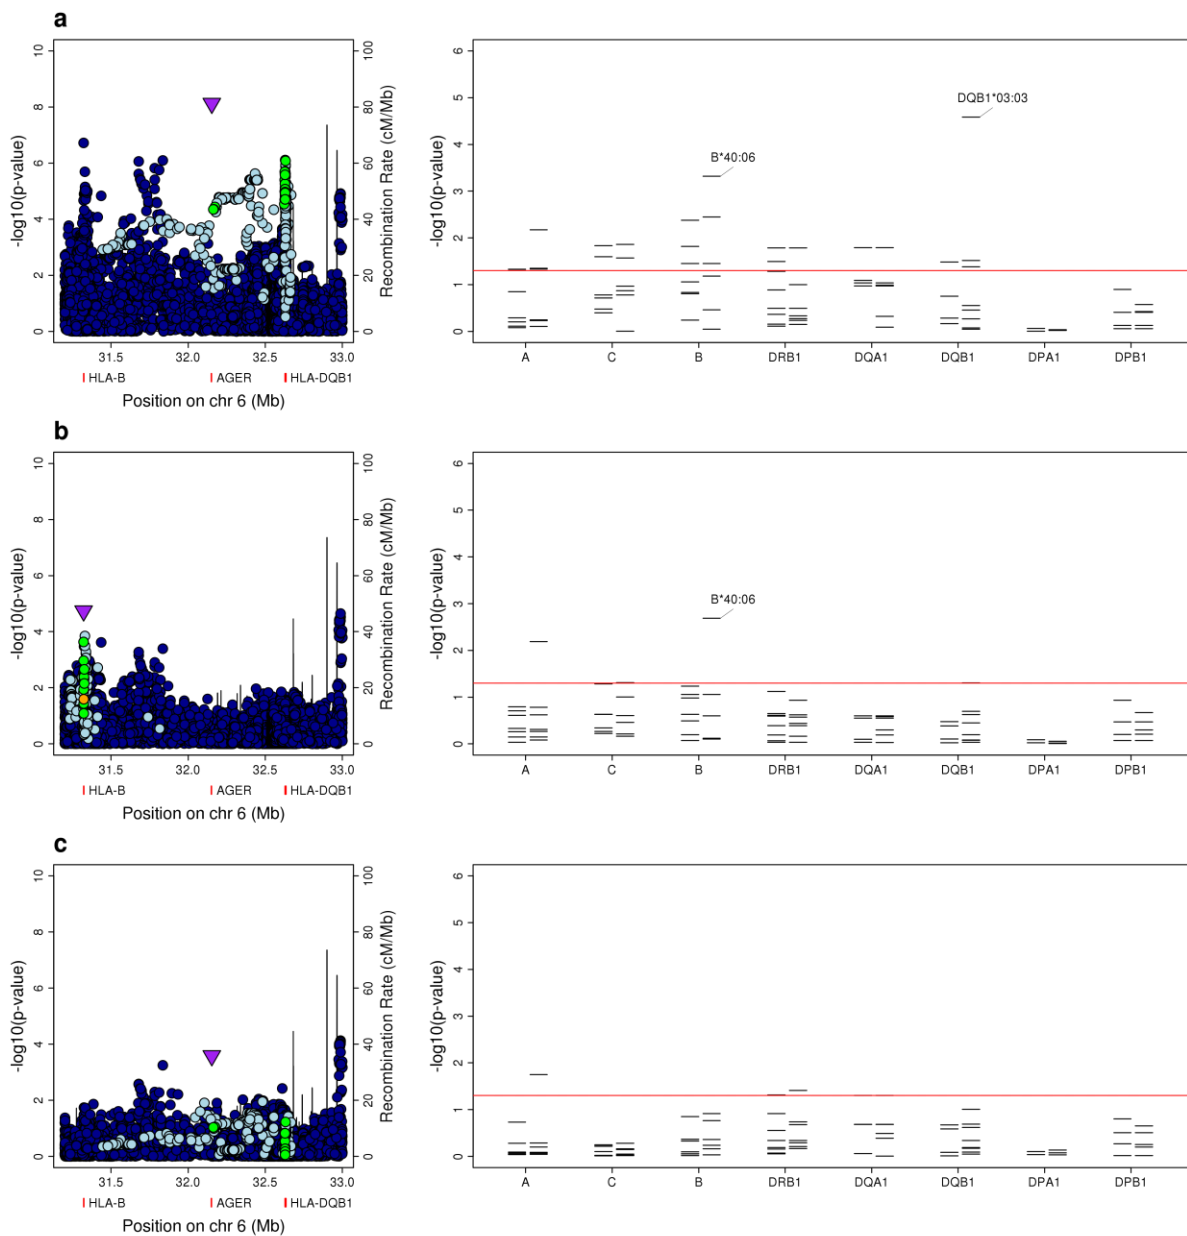 a
10
8
6
4
2
0
-log10(p-value)
100
80
60
40
20
0
Recombination Rate (cM/Mb)
31.5 32.0 32.5 33.0
HLA-B AGER HLA-DQB1
Position on chr 6 (Mb)
6
5
4
3
2
1
0
-log10(p-value)
DQB1*03:03
B*40:06
A C B DRB1 DQA1 DQB1 DPA1 DPB1
b
10
8
6
4
2
0
-log10(p-value)
100
80
60
40
20
0
Recombination Rate (cM/Mb)
31.5 32.0 32.5 33.0
HLA-B AGER HLA-DQB1
Position on chr 6 (Mb)
6
5
4
3
2
1
0
-log10(p-value)
B*40:06
A C B DRB1 DQA1 DQB1 DPA1 DPB1
c
10
8
6
4
2
0
-log10(p-value)
100
80
60
40
20
0
Recombination Rate (cM/Mb)
31.5 32.0 32.5 33.0
HLA-B AGER HLA-DQB1
Position on chr 6 (Mb)
6
5
4
3
2
1
0
-log10(p-value)
A C B DRB1 DQA1 DQB1 DPA1 DPB1